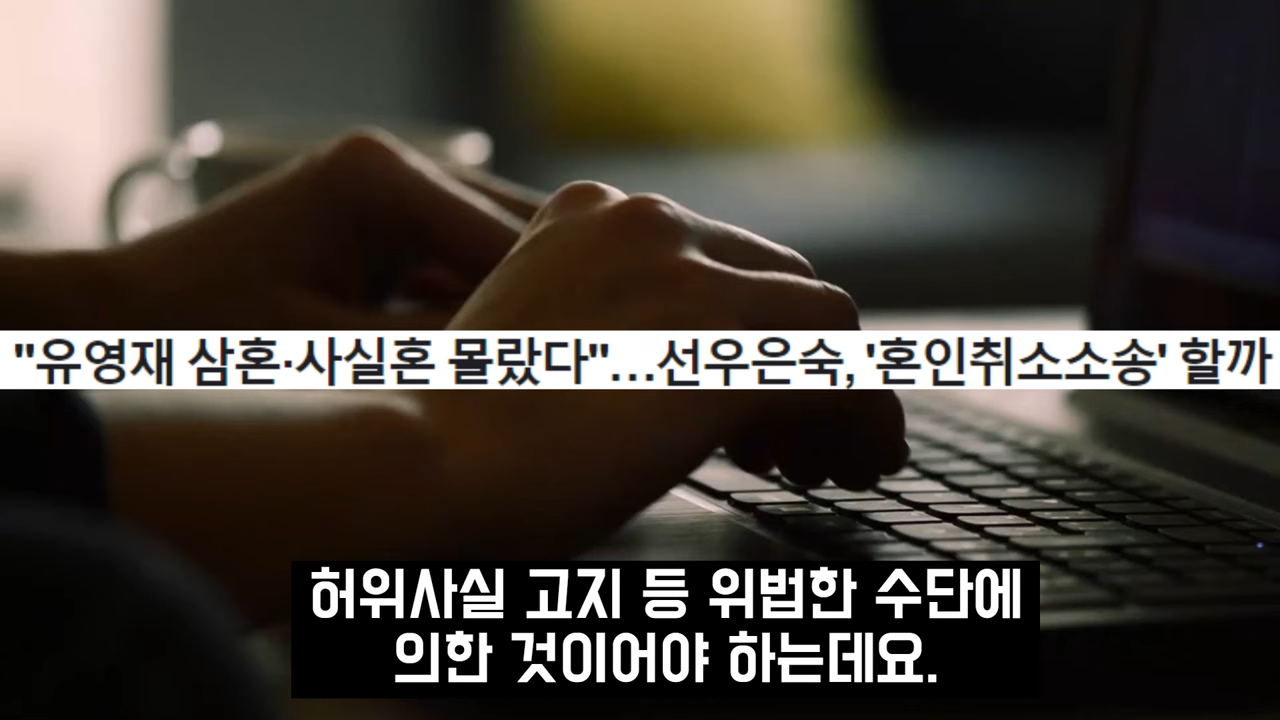 "유영재 삼혼·사실혼 몰랐다"...선우은숙, '혼인취소소송' 할까
허위사실 고지 등 위법한 수단에
의한 것이어야 하는데요.